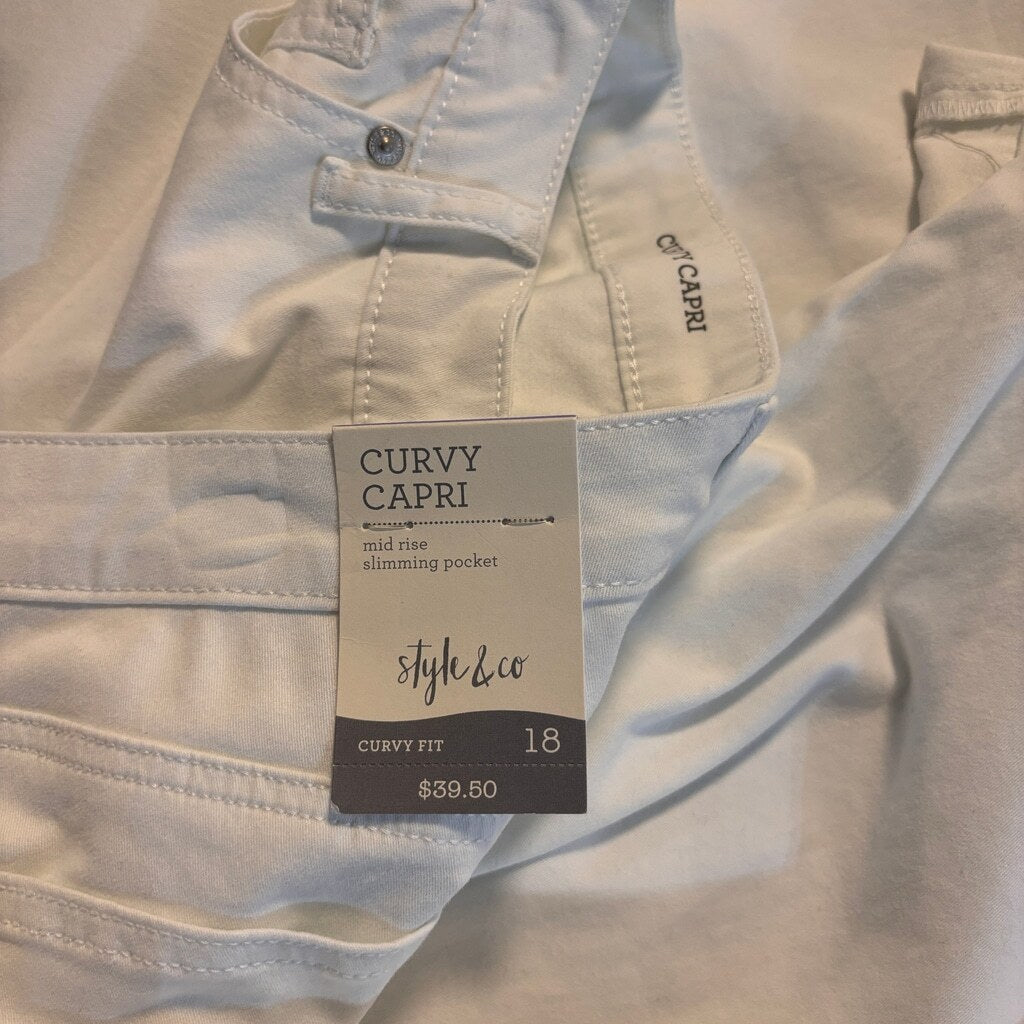 CURVY CAPRI
CURVY
CAPRI
mid rise
slimming pocket
style & co
CURVY FIT 18
$39.50